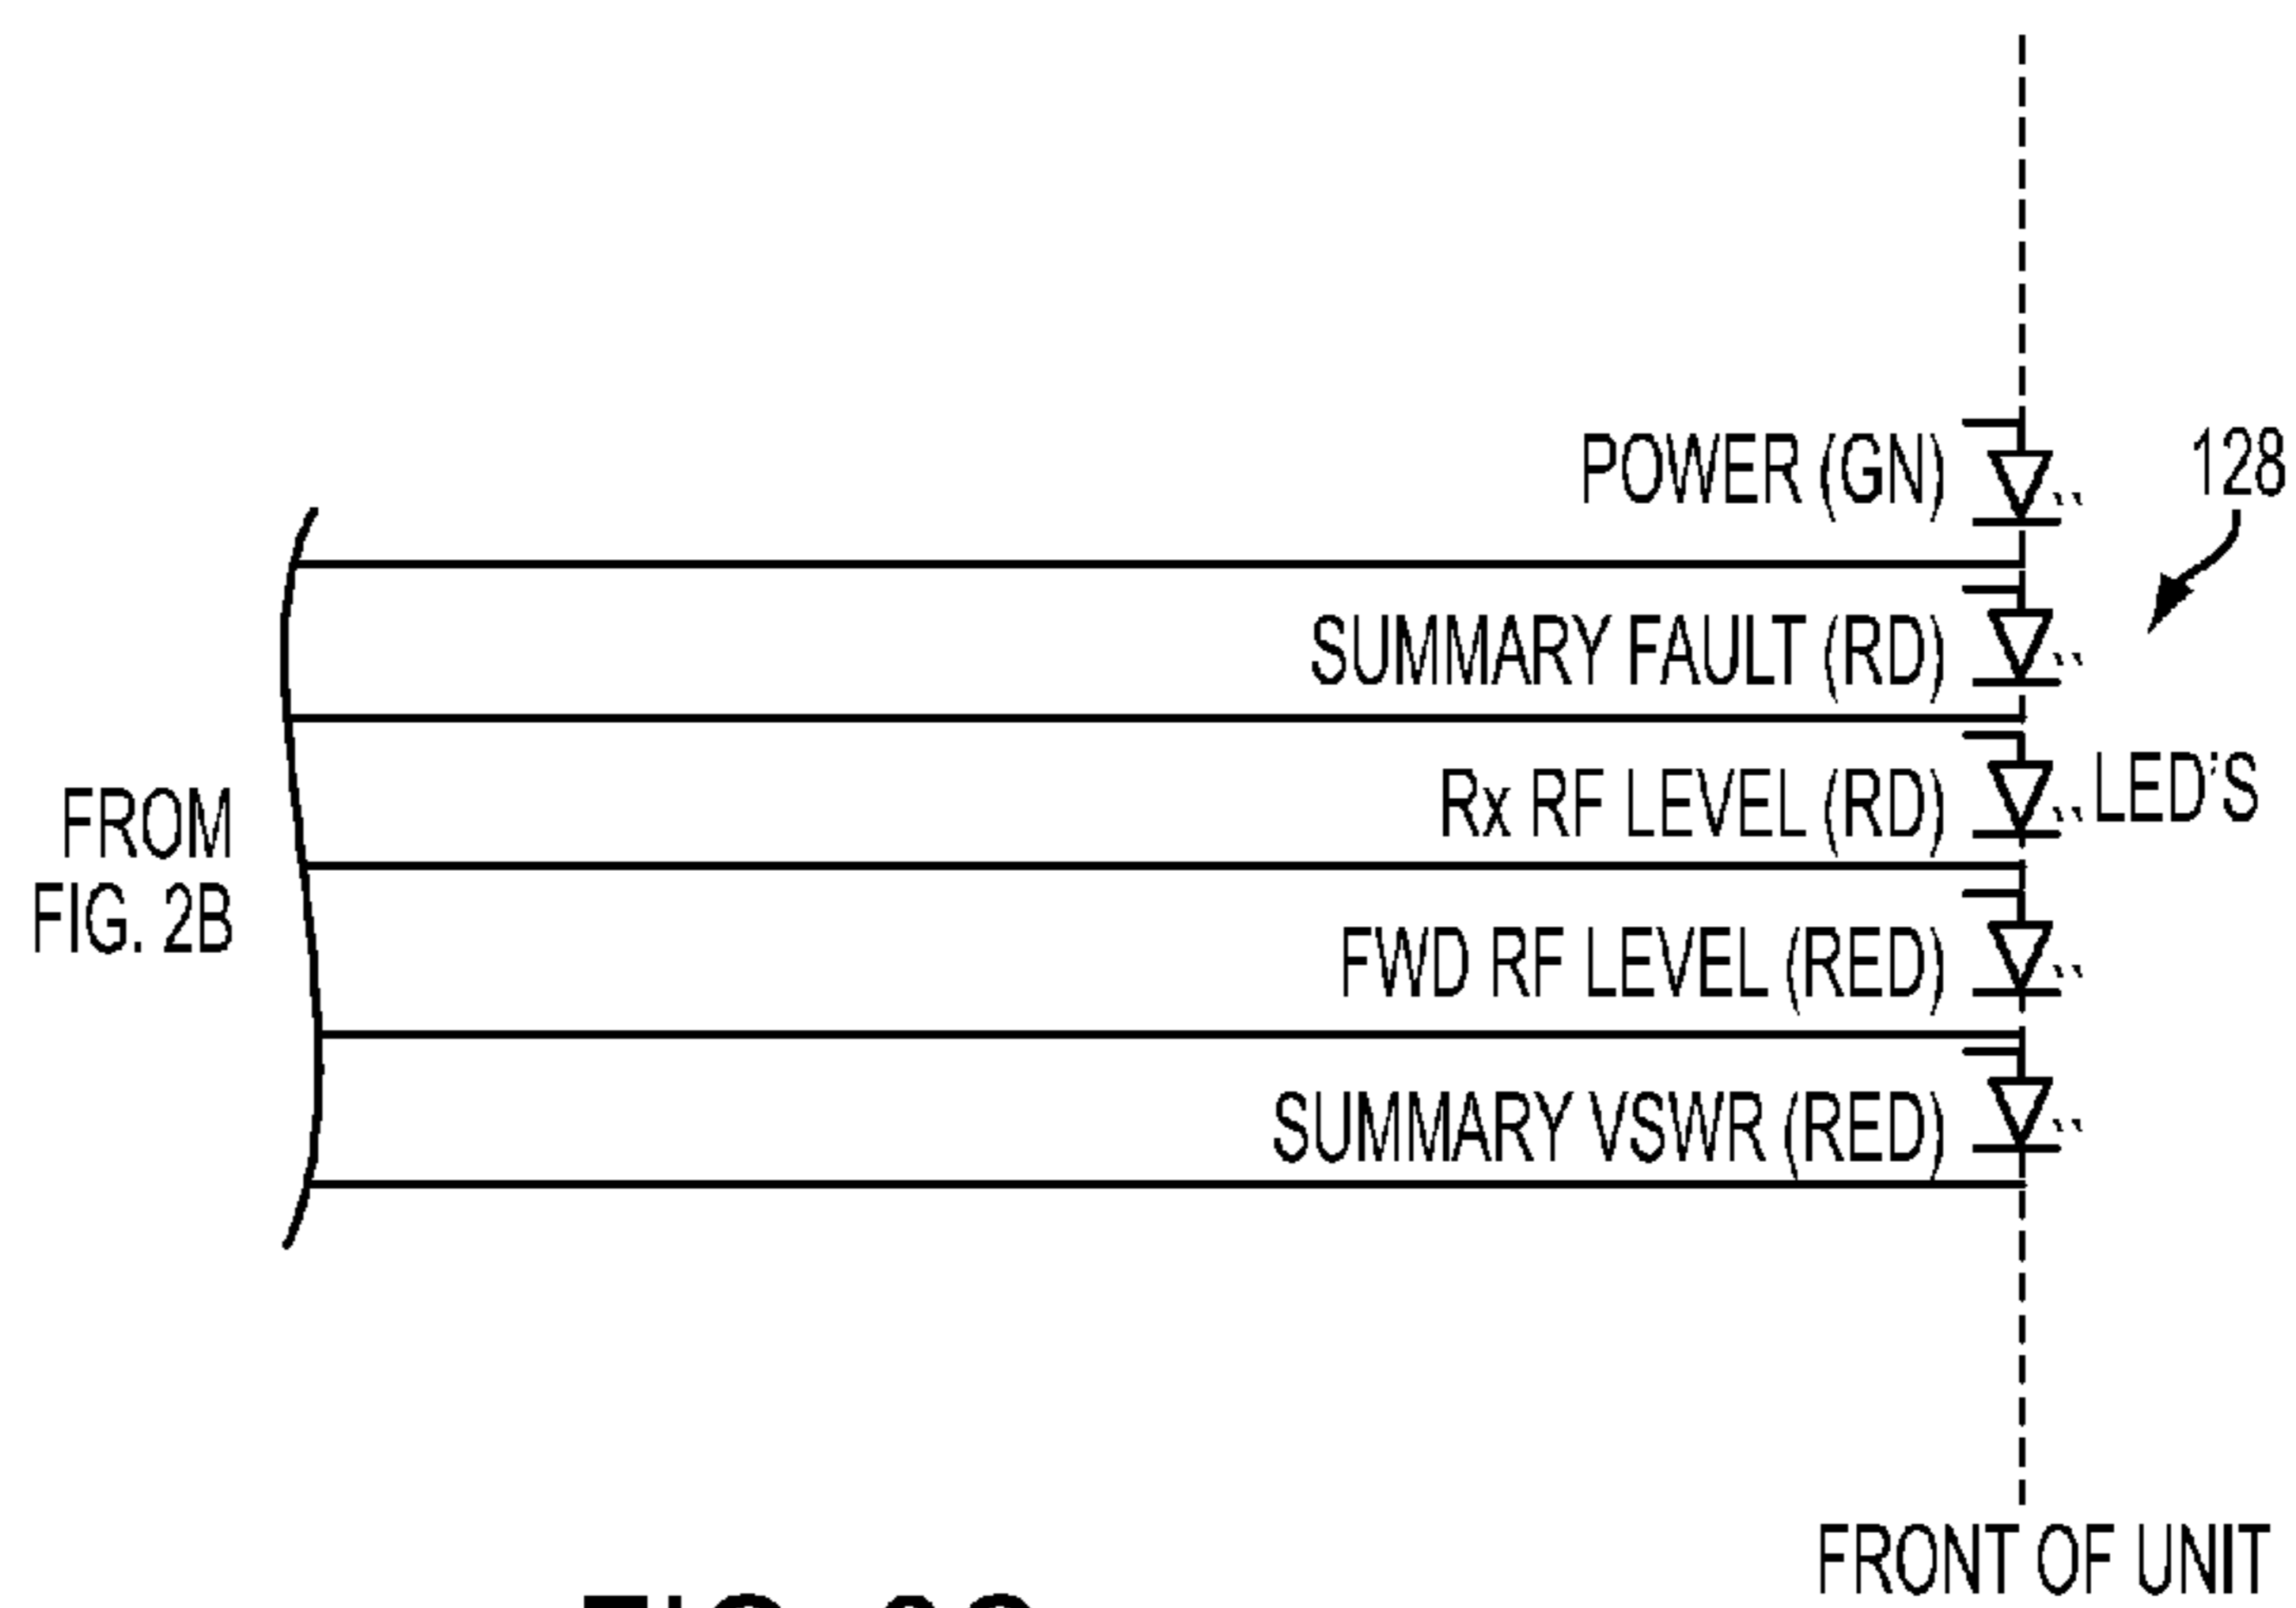 POWER (GN)
128
SUMMARY FAULT (RD)
Rx RF LEVEL (RD)
LED'S
FROM
FIG. 2B
FWD RF LEVEL (RED)
SUMMARY VSWR (RED)
FRONT OF UNIT